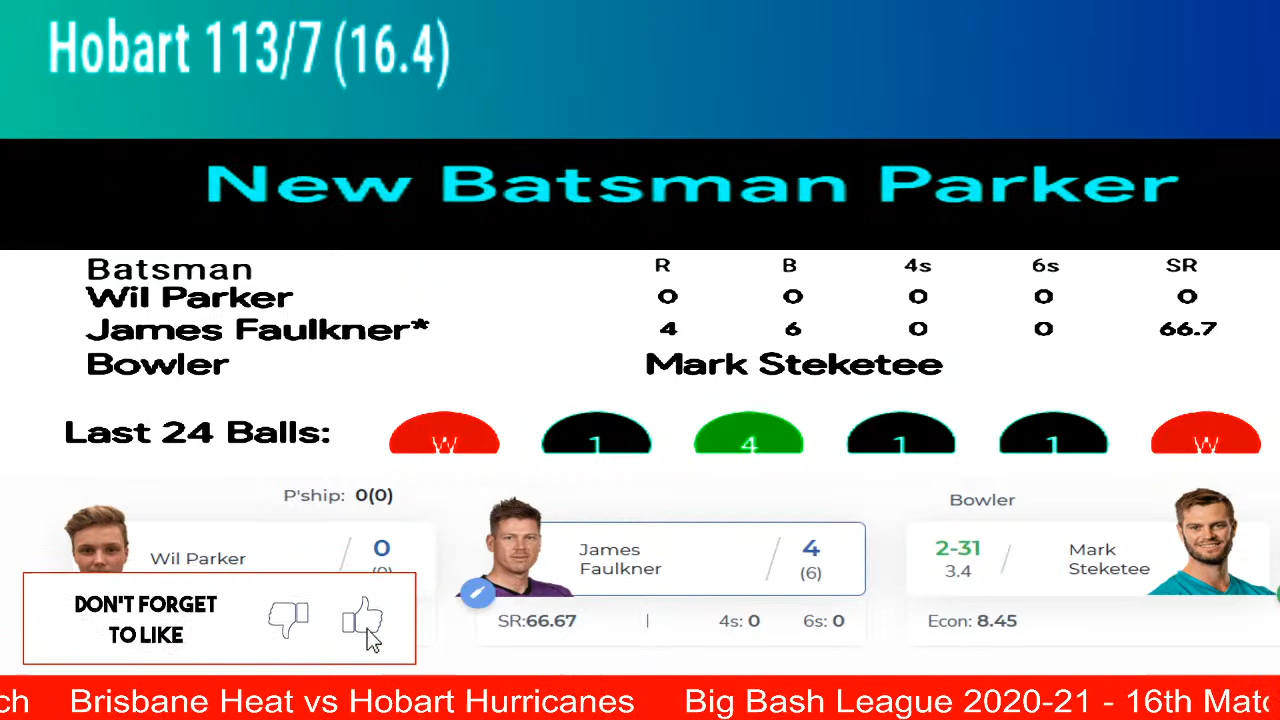 Hobart 113/7 (16.4)
New Batsman Parker
Batsman R B 4s 6s SR
Wil Parker 0 0 0 0 0
James Faulkner* 4 6 0 0 66.7
Bowler Mark Steketee
Last 24 Balls: W 1 4 1 1 W
P'ship: 0(0)
Wil Parker 0
(0)
James Faulkner 4
(6)
SR:66.67 4s: 0 6s: 0
Bowler
2-31 Mark
3.4 Steketee
Econ: 8.45
DON'T FORGET
TO LIKE
ch Brisbane Heat vs Hobart Hurricanes Big Bash League 2020-21 - 16th Matc